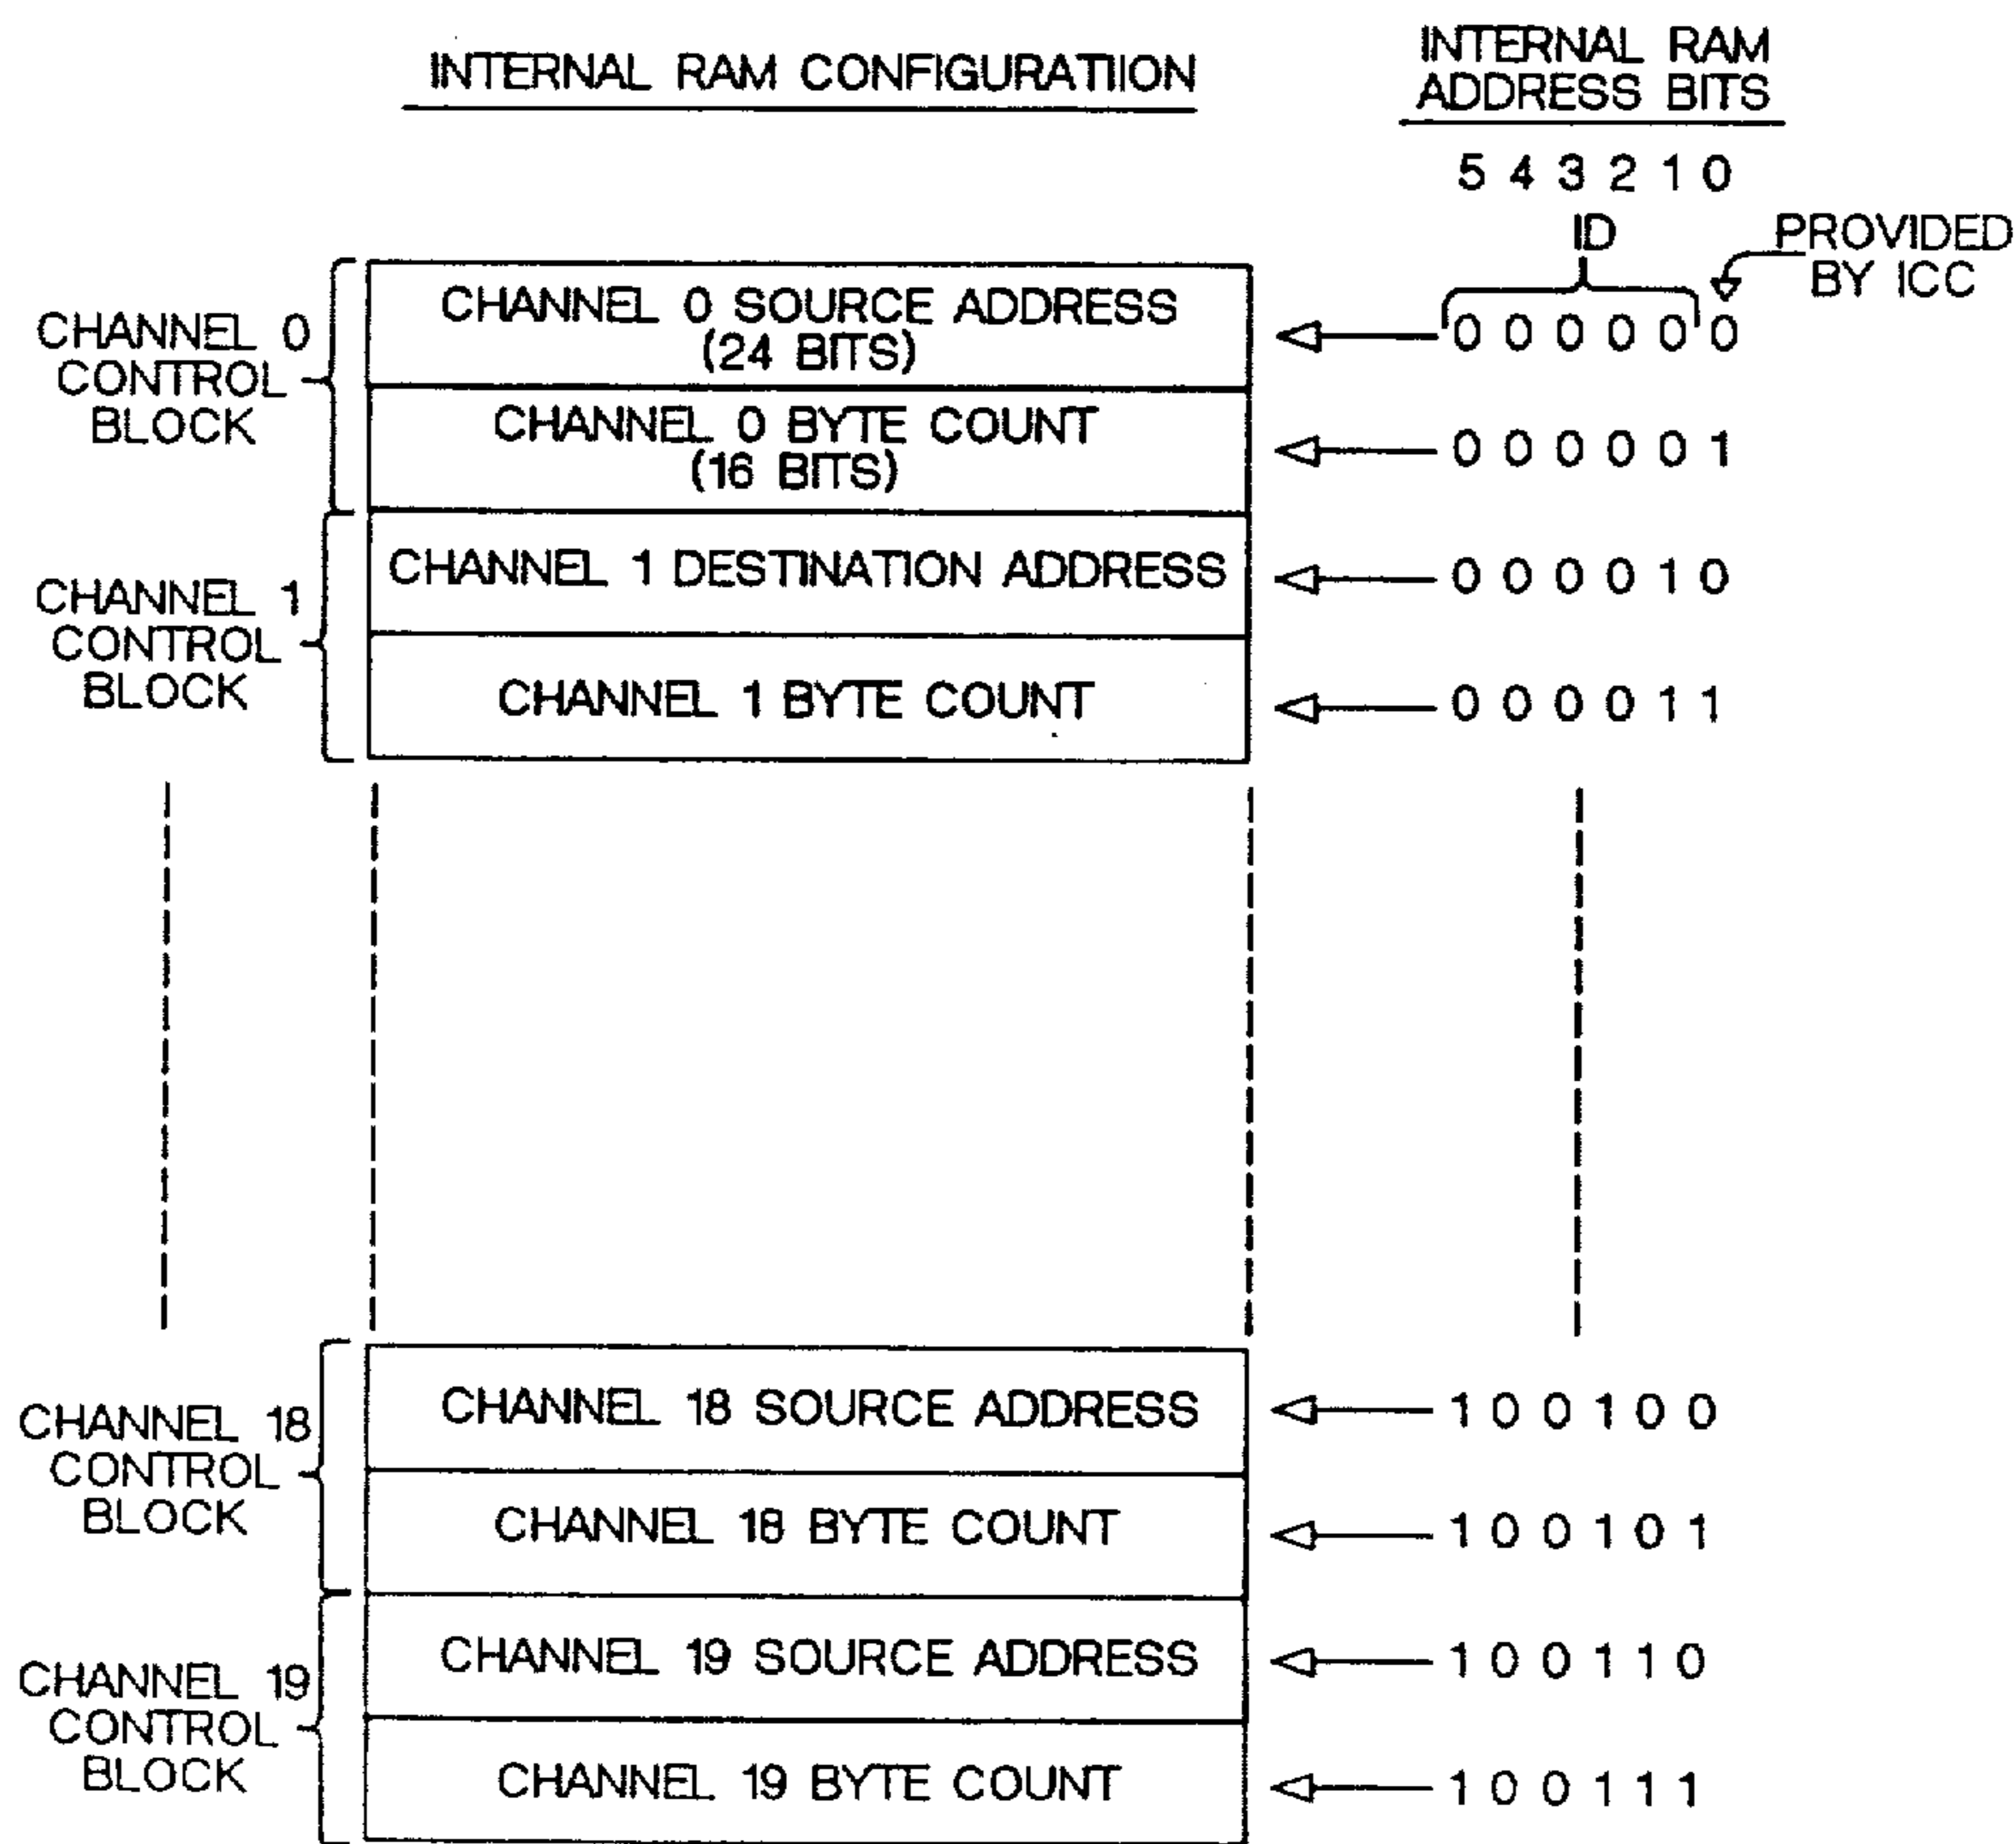 INTERNAL RAM CONFIGURATION
INTERNAL RAM
ADDRESS BITS
5 4 3 2 1 0
ID
PROVIDED
BY ICC
CHANNEL 0
CONTROL
BLOCK
CHANNEL 0 SOURCE ADDRESS
(24 BITS)
0 0 0 0 0 0
CHANNEL 0 BYTE COUNT
(16 BITS)
0 0 0 0 0 1
CHANNEL 1
CONTROL
BLOCK
CHANNEL 1 DESTINATION ADDRESS
0 0 0 0 1 0
CHANNEL 1 BYTE COUNT
0 0 0 0 1 1
CHANNEL 18
CONTROL
BLOCK
CHANNEL 18 SOURCE ADDRESS
1 0 0 1 0 0
CHANNEL 18 BYTE COUNT
1 0 0 1 0 1
CHANNEL 19
CONTROL
BLOCK
CHANNEL 19 SOURCE ADDRESS
1 0 0 1 1 0
CHANNEL 19 BYTE COUNT
1 0 0 1 1 1